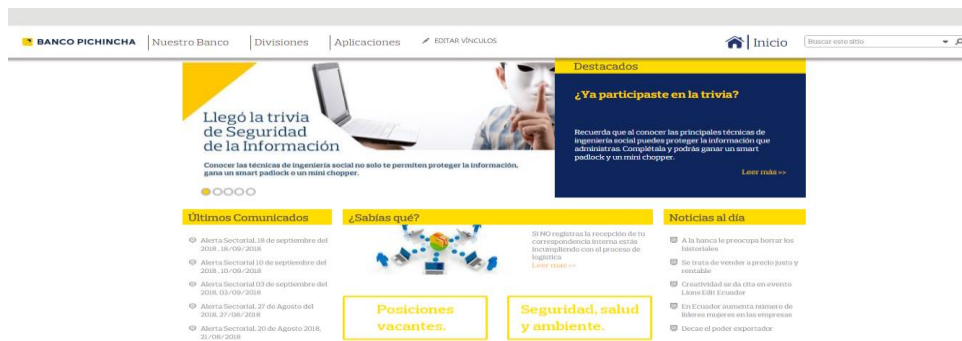 BANCO PICHINCHA
Nuestro Banco
Divisiones
Aplicaciones
EDITAR VÍNCULOS
Inicio
Buscar este sitio
Llegó la trivia
de Seguridad
de la Información
Conocer las técnicas de ingeniería social no solo te permiten proteger la información,
gana un smart padlock o un mini chopper.
Destacados
¿Ya participaste en la trivia?
Recuerda que al conocer las principales técnicas de
ingeniería social puedes proteger la información que
administras. Complétala y podrás ganar un smart
padlock y un mini chopper.
Leer más >>
Últimos Comunicados
Alerta Sectorial, 18 de septiembre del
2018 , 18/09/2018
Alerta Sectorial 10 de septiembre del
2018 , 10/09/2018
Alerta Sectorial 03 de septiembre del
2018, 03/09/2018
Alerta Sectorial, 27 de Agosto del
2018, 27/08/2018
Alerta Sectorial, 20 de Agosto 2018,
21/08/2018
¿Sabías qué?
Si NO registras la recepción de tu
correspondencia interna estás
incumpliendo con el proceso de
logística
Leer más >>
Posiciones
vacantes.
Seguridad, salud
y ambiente.
Noticias al día
A la banca le preocupa borrar los
historiales
Se trata de vender a precio justo y
rentable
Creatividad se da cita en evento
Lions Edit Ecuador
En Ecuador aumenta número de
líderes mujeres en las empresas
Decae el poder exportador